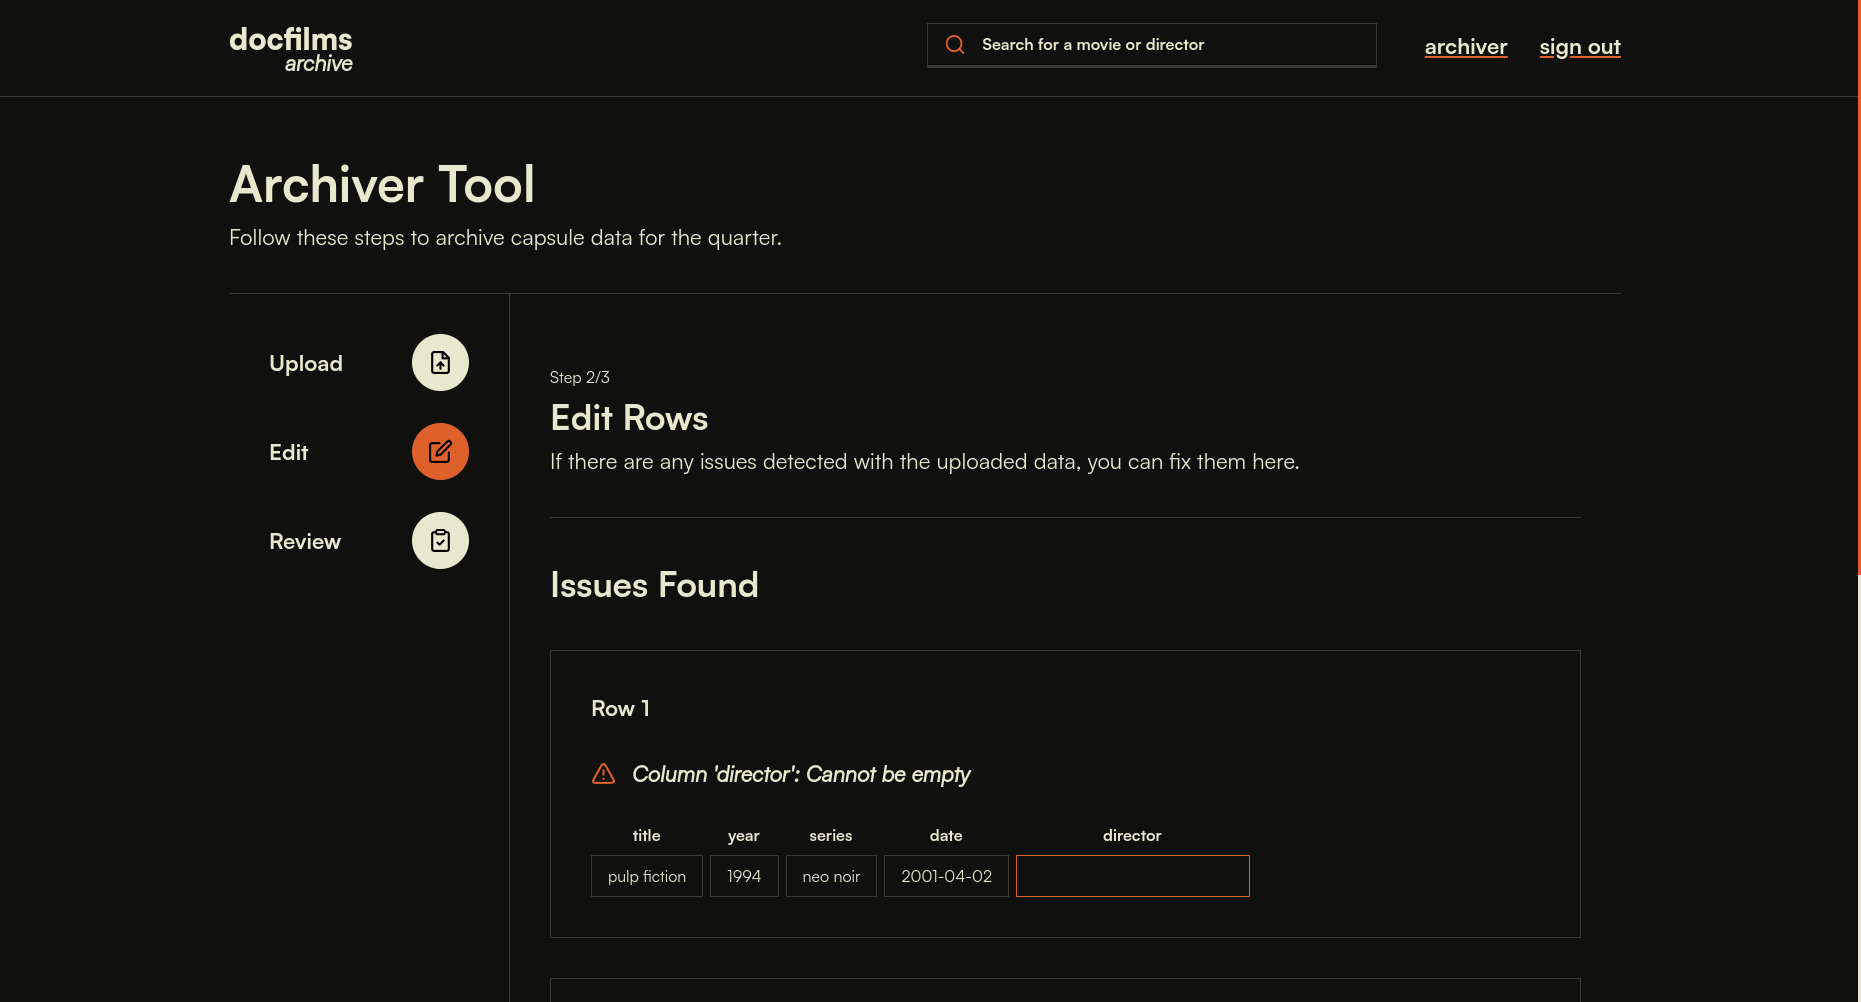 docfilms
archive
Search for a movie or director
archiver
sign out
Archiver Tool
Follow these steps to archive capsule data for the quarter.
Upload
Edit
Review
Step 2/3
Edit Rows
If there are any issues detected with the uploaded data, you can fix them here.
Issues Found
Row 1
Column 'director': Cannot be empty
title year series date director
pulp fiction 1994 neo noir 2001-04-02